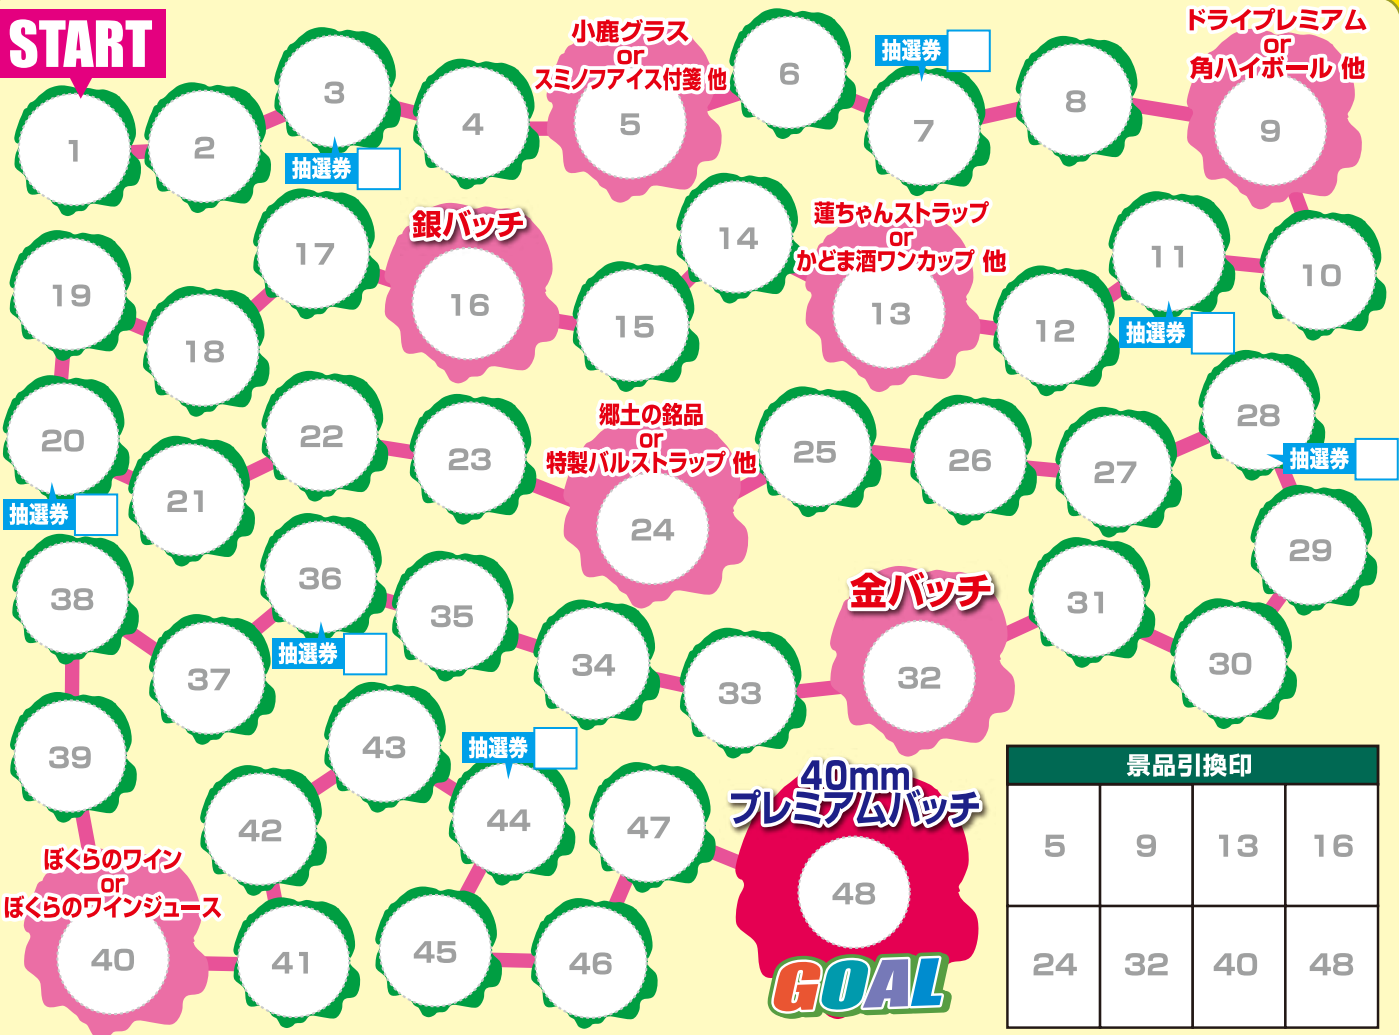 START
1
2
3
抽選券
4
小鹿グラス
or
スミノフアイス付箋 他
5
6
抽選券
7
8
ドライプレミアム
or
角ハイボール 他
9
10
11
抽選券
12
蓮ちゃんストラップ
or
かどま酒ワンカップ 他
13
14
15
銀バッチ
16
17
18
19
20
抽選券
21
22
23
郷土の銘品
or
特製バルストラップ 他
24
25
26
27
28
抽選券
29
30
31
金バッチ
32
33
34
35
36
抽選券
37
38
39
ぼくらのワイン
or
ぼくらのワインジュース
40
41
42
43
抽選券
44
45
46
47
40mm
プレミアムバッチ
48
GOAL
景品引換印
5 9 13 16
24 32 40 48